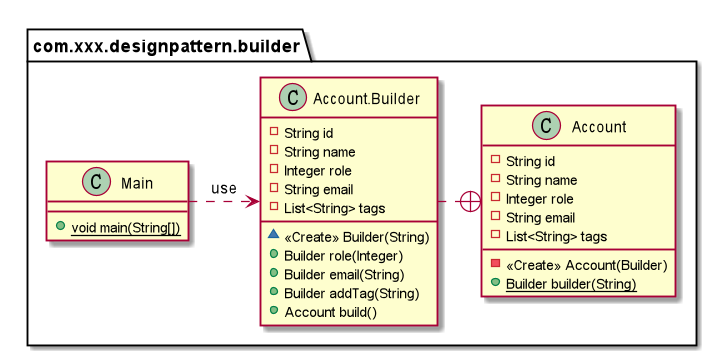 com.xxx.designpattern.builder
C Main
void main(String[])
use
C Account.Builder
String id
String name
Integer role
String email
List<String> tags
«Create» Builder(String)
Builder role(Integer)
Builder email(String)
Builder addTag(String)
Account build()
C Account
String id
String name
Integer role
String email
List<String> tags
«Create» Account(Builder)
Builder builder(String)